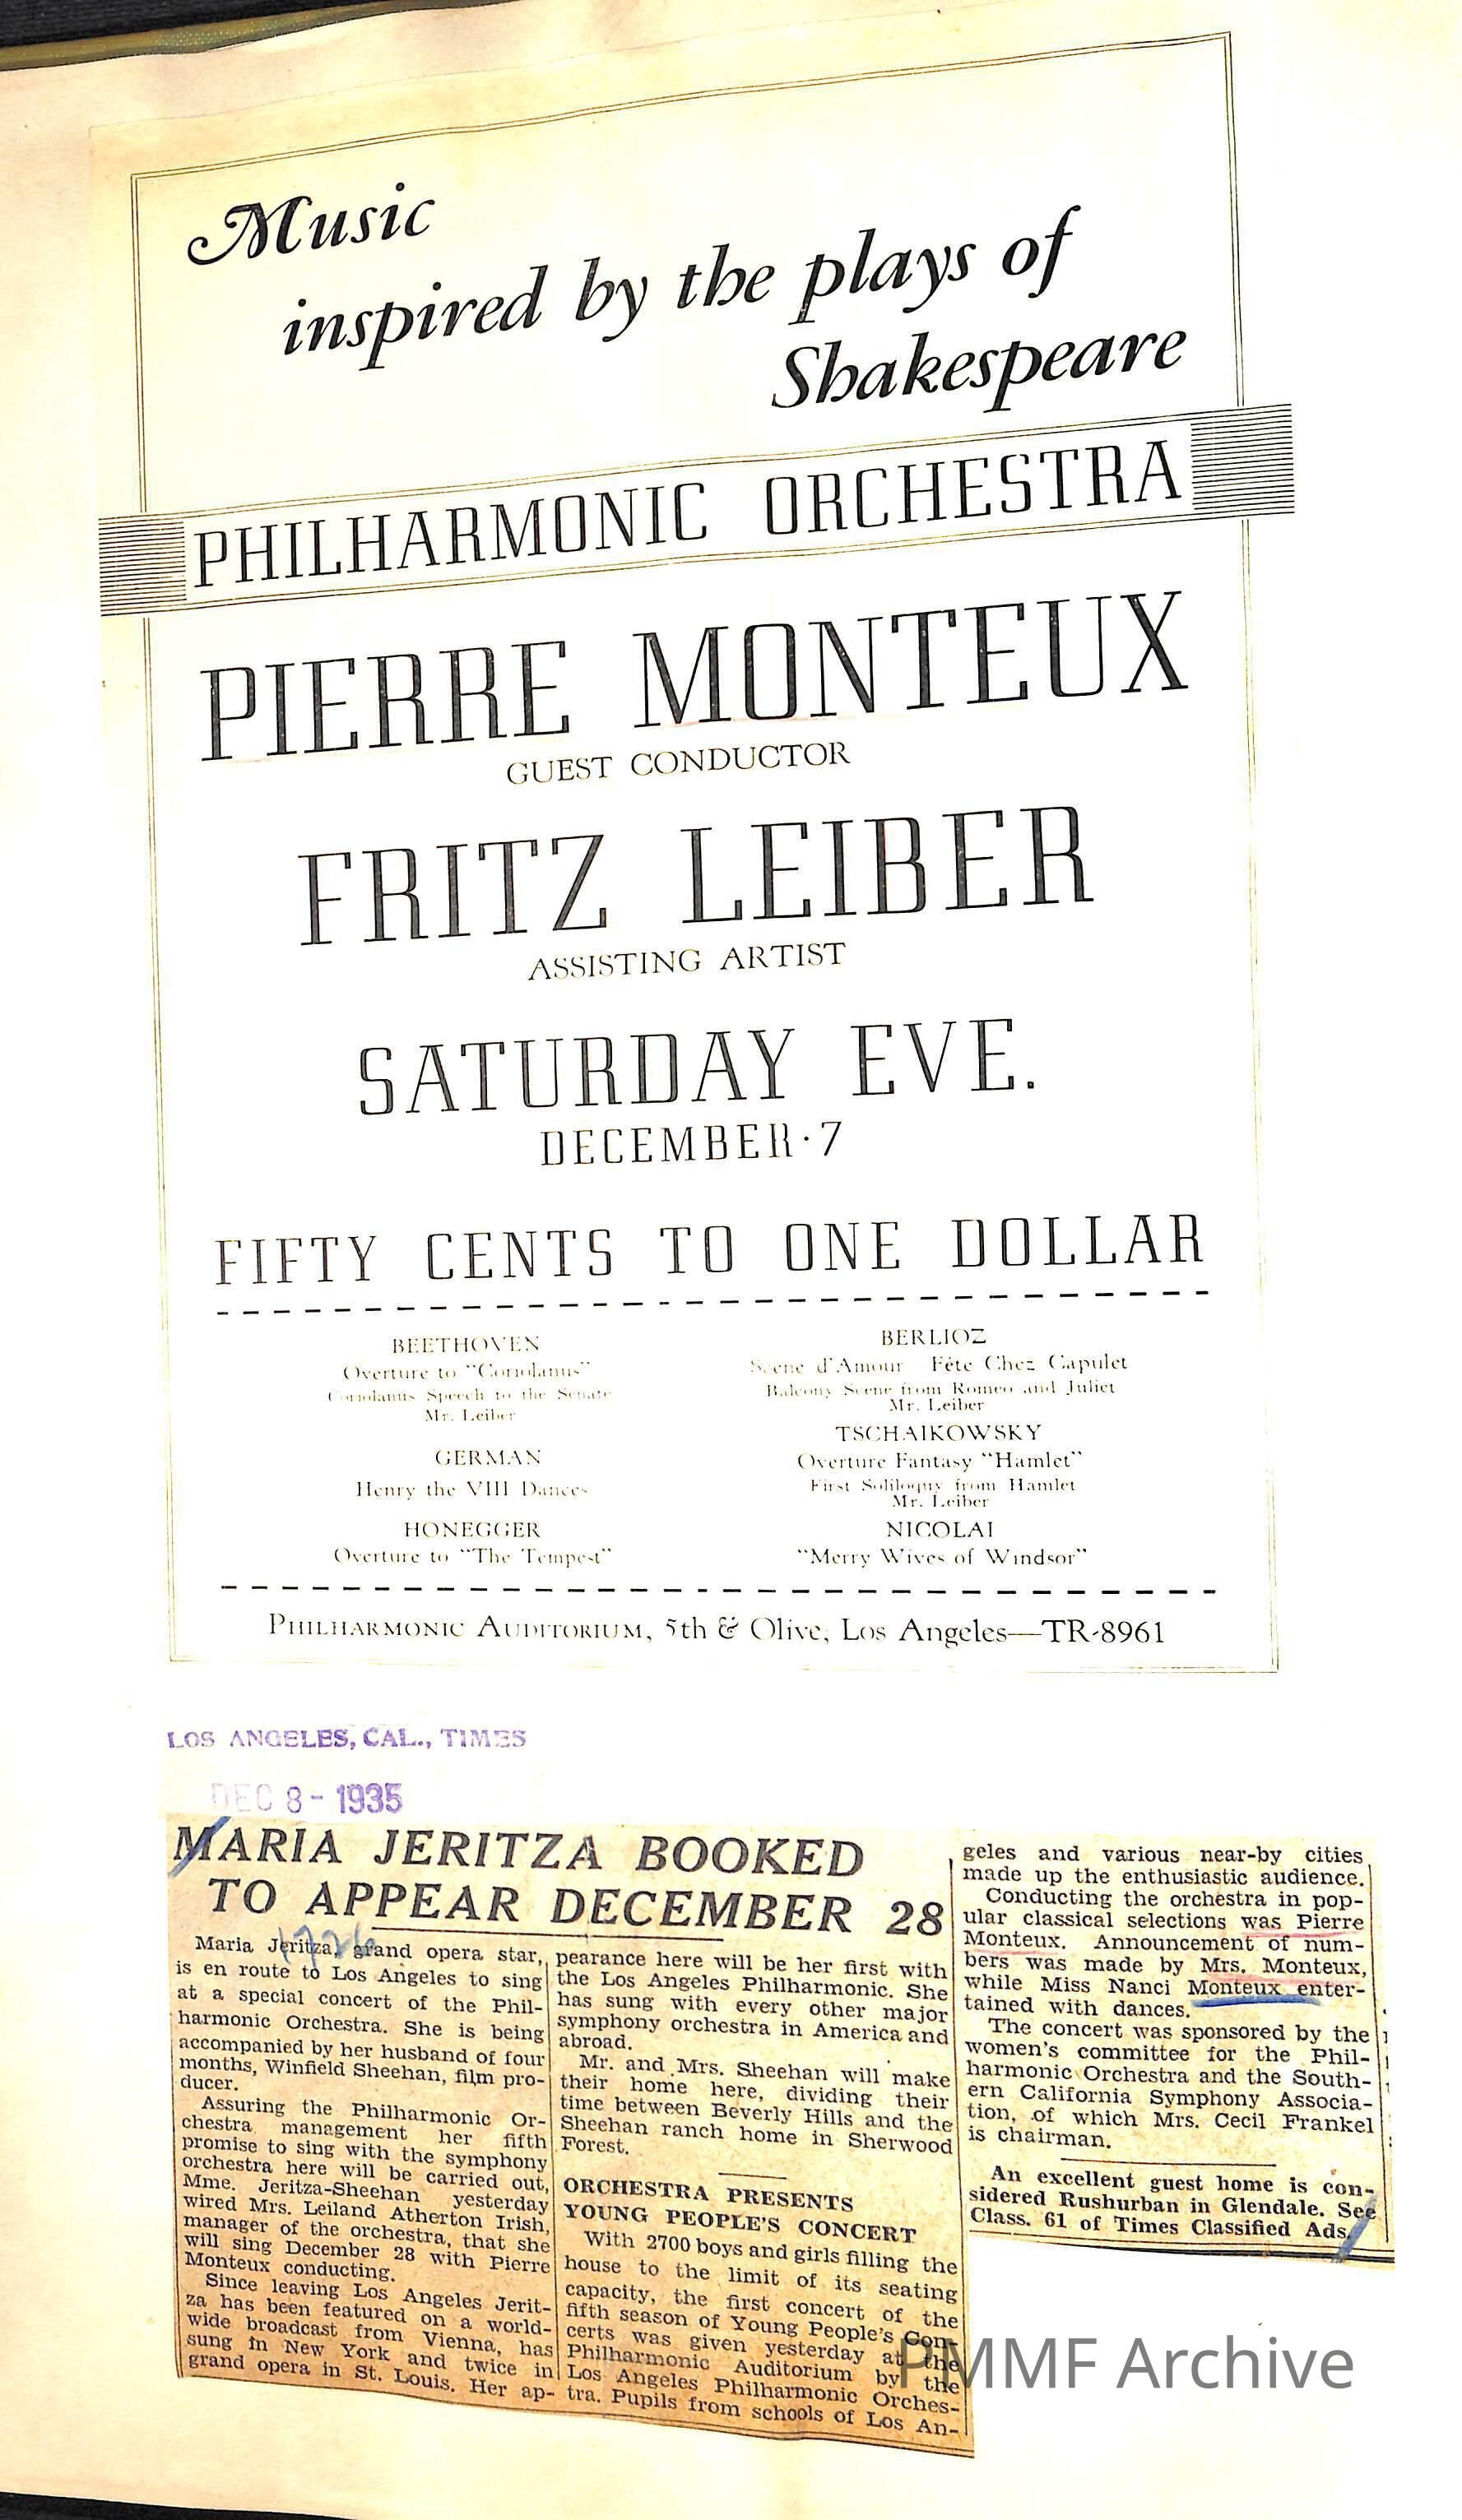 Music
inspired by the plays of
Shakespeare
PHILHARMONIC ORCHESTRA
PIERRE MONTEUX
GUEST CONDUCTOR
FRITZ LEIBER
ASSISTING ARTIST
SATURDAY EVE.
DECEMBER·7
FIFTY CENTS TO ONE DOLLAR
BEETHOVEN
Overture to "Coriolanus"
Coriolanus Speech to the Senate
Mr. Leiber
GERMAN
Henry the VIII Dances
HONEGGER
Overture to "The Tempest"
BERLIOZ
Scene d'Amour Fête Chez Capulet
Balcony Scene from Romeo and Juliet
Mr. Leiber
TSCHAIKOWSKY
Overture Fantasy "Hamlet"
First Soliloquy from Hamlet
Mr. Leiber
NICOLAI
"Merry Wives of Windsor"
PHILHARMONIC AUDITORIUM, 5th & Olive, Los Angeles—TR-8961
LOS ANGELES, CAL., TIMES
DEC 8 - 1935
MARIA JERITZA BOOKED
TO APPEAR DECEMBER 28
Maria Jeritza, grand opera star,
is en route to Los Angeles to sing
at a special concert of the Phil-
harmonic Orchestra. She is being
accompanied by her husband of four
months, Winfield Sheehan, film pro-
ducer.
Assuring the Philharmonic Or-
chestra management her fifth
promise to sing with the symphony
orchestra here will be carried out,
Mme. Jeritza-Sheehan yesterday
wired Mrs. Leiland Atherton Irish,
manager of the orchestra, that she
will sing December 28 with Pierre
Monteux conducting.
Since leaving Los Angeles Jerit-
za has been featured on a world-
wide broadcast from Vienna, has
sung in New York and twice in
grand opera in St. Louis. Her ap-
pearance here will be her first with
the Los Angeles Philharmonic. She
has sung with every other major
symphony orchestra in America and
abroad.
Mr. and Mrs. Sheehan will make
their home here, dividing their
time between Beverly Hills and the
Sheehan ranch home in Sherwood
Forest.
ORCHESTRA PRESENTS
YOUNG PEOPLE'S CONCERT
With 2700 boys and girls filling the
house to the limit of its seating
capacity, the first concert of the
fifth season of Young People's Con-
certs was given yesterday at the
Philharmonic Auditorium by the
Los Angeles Philharmonic Orches-
tra. Pupils from schools of Los An-
geles and various near-by cities
made up the enthusiastic audience.
Conducting the orchestra in pop-
ular classical selections was Pierre
Monteux. Announcement of num-
bers was made by Mrs. Monteux,
while Miss Nanci Monteux enter-
tained with dances.
The concert was sponsored by the
women's committee for the Phil-
harmonic Orchestra and the South-
ern California Symphony Associa-
tion, of which Mrs. Cecil Frankel
is chairman.
An excellent guest home is con-
sidered Rushurban in Glendale. See
Class. 61 of Times Classified Ads.
PMMF Archive